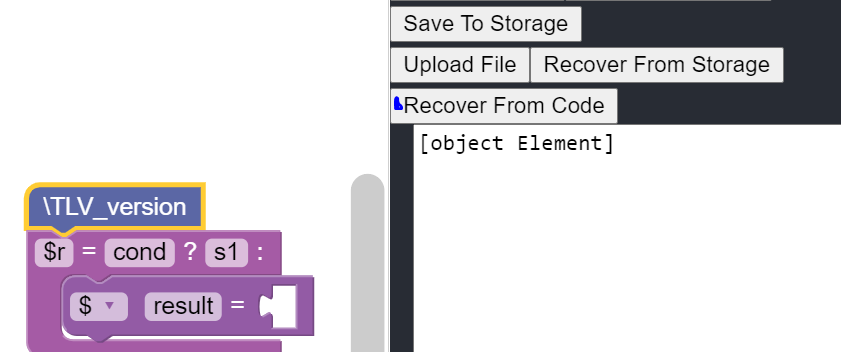 Save To Storage
Upload File Recover From Storage
Recover From Code
[object Element]
\TLV_version
$r = cond ? s1 :
$ ▾ result =